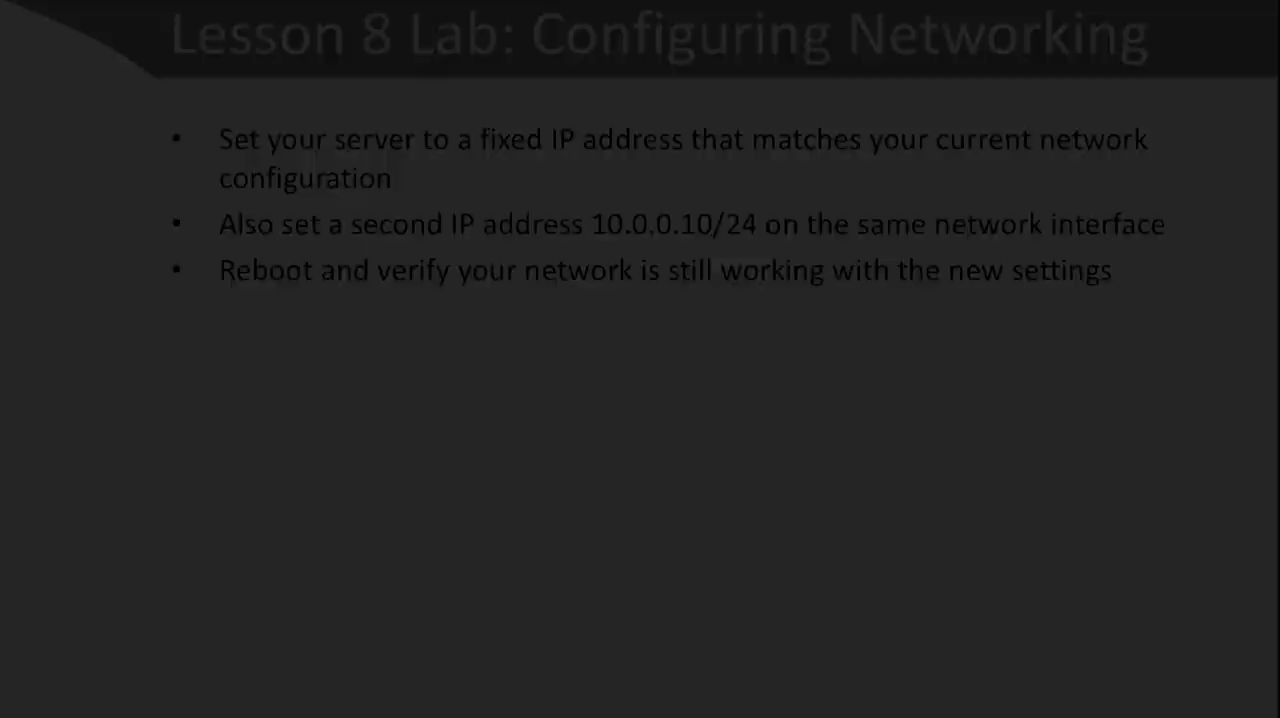 Lesson 8 Lab: Configuring Networking
• Set your server to a fixed IP address that matches your current network
configuration
• Also set a second IP address 10.0.0.10/24 on the same network interface
• Reboot and verify your network is still working with the new settings